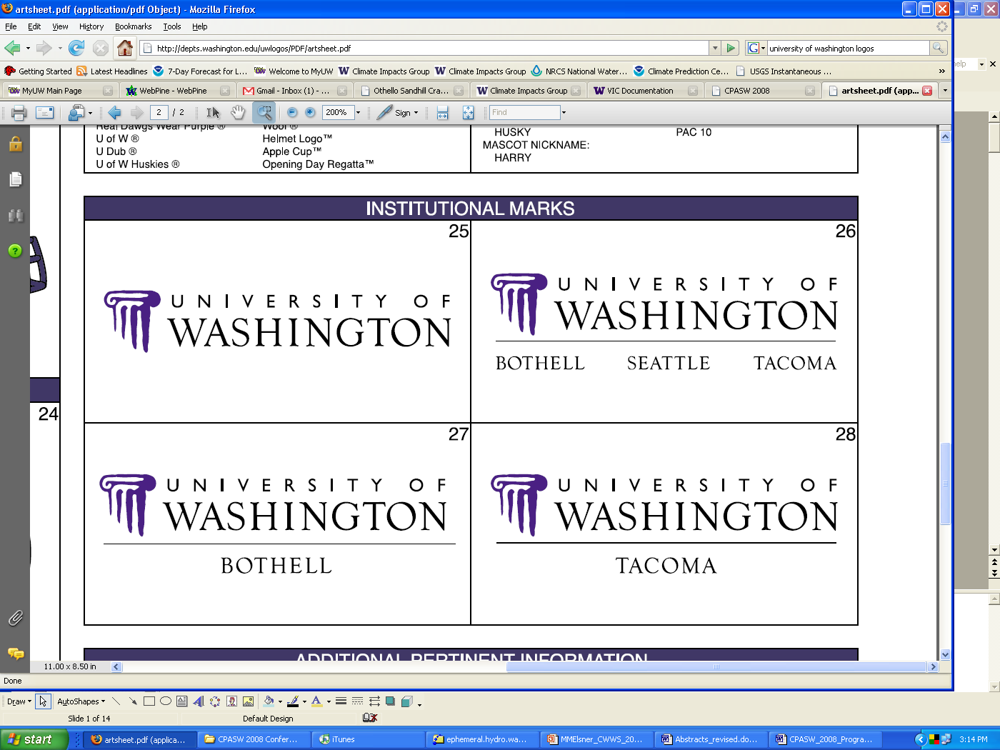 artsheet.pdf (application/pdf Object) - Mozilla Firefox
File Edit View History Bookmarks Tools Help
http://depts.washington.edu/uwlogos/PDF/artsheet.pdf
G university of washington logos
Getting Started Latest Headlines 7-Day Forecast for L... Welcome to MyUW Climate Impacts Group Climate Impacts Group NRCS National Water... Climate Prediction Ce... USGS Instantaneous ...
MyUW Main Page WebPine - WebPine Gmail - Inbox (1) - ... Othello Sandhill Cra... Climate Impacts Group VIC Documentation CPASW 2008 artsheet.pdf (app...
2 / 2 200% Sign Find
Real Dawgs Wear Purple ® Woof ®
U of W ® Helmet Logo™
U Dub ® Apple Cup™
U of W Huskies ® Opening Day Regatta™
HUSKY PAC 10
MASCOT NICKNAME:
HARRY
INSTITUTIONAL MARKS
25
UNIVERSITY OF
WASHINGTON
26
UNIVERSITY OF
WASHINGTON
BOTHELL SEATTLE TACOMA
24
27
UNIVERSITY OF
WASHINGTON
BOTHELL
28
UNIVERSITY OF
WASHINGTON
TACOMA
ADDITIONAL PERTINENT INFORMATION
11.00 x 8.50 in
Done
Draw AutoShapes
Slide 1 of 14 Default Design
start artsheet.pdf (applica... CPASW 2008 Confer... iTunes ephemeral.hydro.wa... MMElsner_CWWS_20... Abstracts_revised.do... CPASW_2008_Progra... 3:14 PM